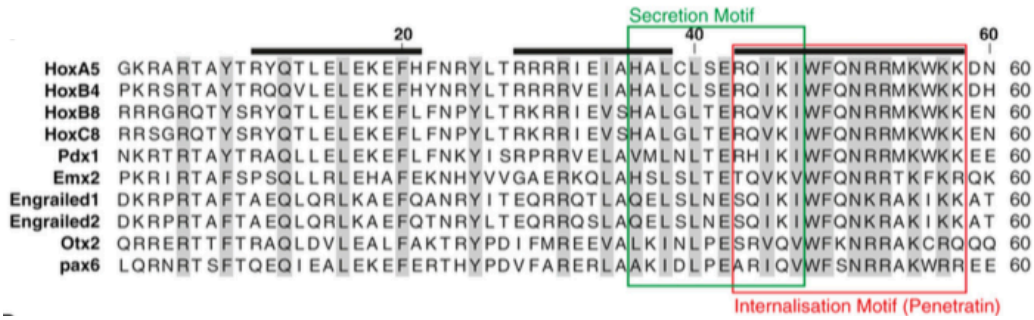 Secretion Motif
20 40 60
HoxA5 GKRARTAYTRYQTLELEKEFHFNRYLTRRRRIEIAHALCLSERQIKIWFQNRRMKWKKDN 60
HoxB4 PKRSRTAYTRQQVLELEKEFHYNRYLTRRRRVEIAHALCLSERQIKIWFQNRRMKWKKDH 60
HoxB8 RRRGRQTYSRYQTLELEKEFLFNPYLTRKRRIEVSHALGLTERQVKIWFQNRRMKWKKEN 60
HoxC8 RRSGRQTYSRYQTLELEKEFLFNPYLTRKRRIEVSHALGLTERQVKIWFQNRRMKWKKEN 60
Pdx1 NKRTRTAYTRAQLLELEKEFLFNKYISRPRRVELAVMLNLTERHIKIWFQNRRMKWKKEE 60
Emx2 PKRIRTAFSPSQLLRLEHAFEKNHYVVGAERKQLAHSLSLTETQVKVWFQNRRTKFKRQK 60
Engrailed1 DKRPRTAFTAEQLQRLKAEFQANRYITEQRRQTLAQELSLNESQIKIWFQNKRAKIKKAT 60
Engrailed2 DKRPRTAFTAEQLQRLKAEFQTNRYLTEQRRQSLAQELSLNESQIKIWFQNKRAKIKKAT 60
Otx2 QRRERTTFTRAQLDVLEALFAKTRYPDIFMREEVALKINLPESRVQVWFKNRRAKCRQQQ 60
pax6 LQRNRTSFTQEQIEALEKEFERTHYPDVFARERLAAKIDLPEARIQVWFSNRRAKWRREE 60
Internalisation Motif (Penetratin)